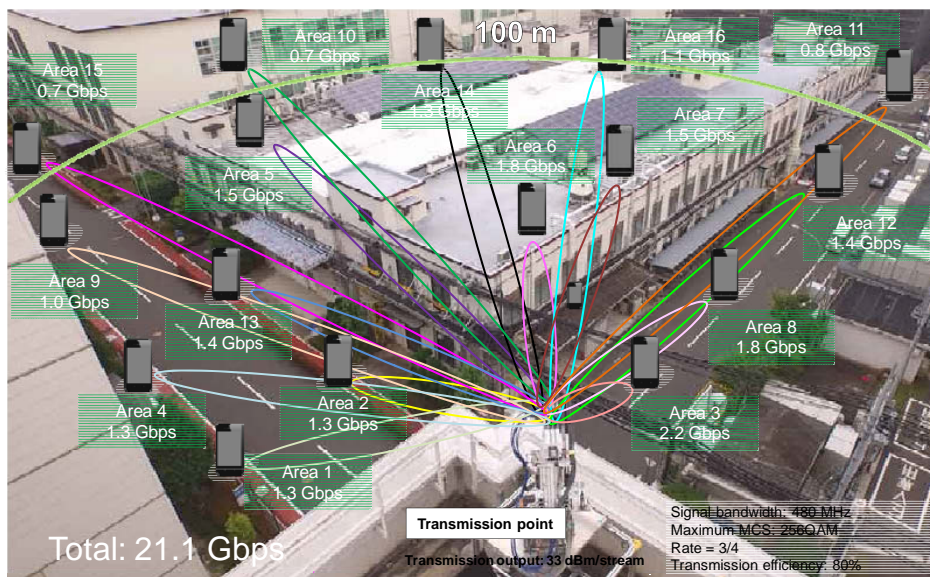 Area 10
0.7 Gbps
100 m
Area 16
1.1 Gbps
Area 11
0.8 Gbps
Area 15
0.7 Gbps
Area 14
1.3 Gbps
Area 7
1.5 Gbps
Area 6
1.8 Gbps
Area 5
1.5 Gbps
Area 12
1.4 Gbps
Area 9
1.0 Gbps
Area 13
1.4 Gbps
Area 8
1.8 Gbps
Area 4
1.3 Gbps
Area 2
1.3 Gbps
Area 3
2.2 Gbps
Area 1
1.3 Gbps
Transmission point
Total: 21.1 Gbps
Transmission output: 33 dBm/stream
Signal bandwidth: 480 MHz
Maximum MCS: 256QAM
Rate = 3/4
Transmission efficiency: 80%